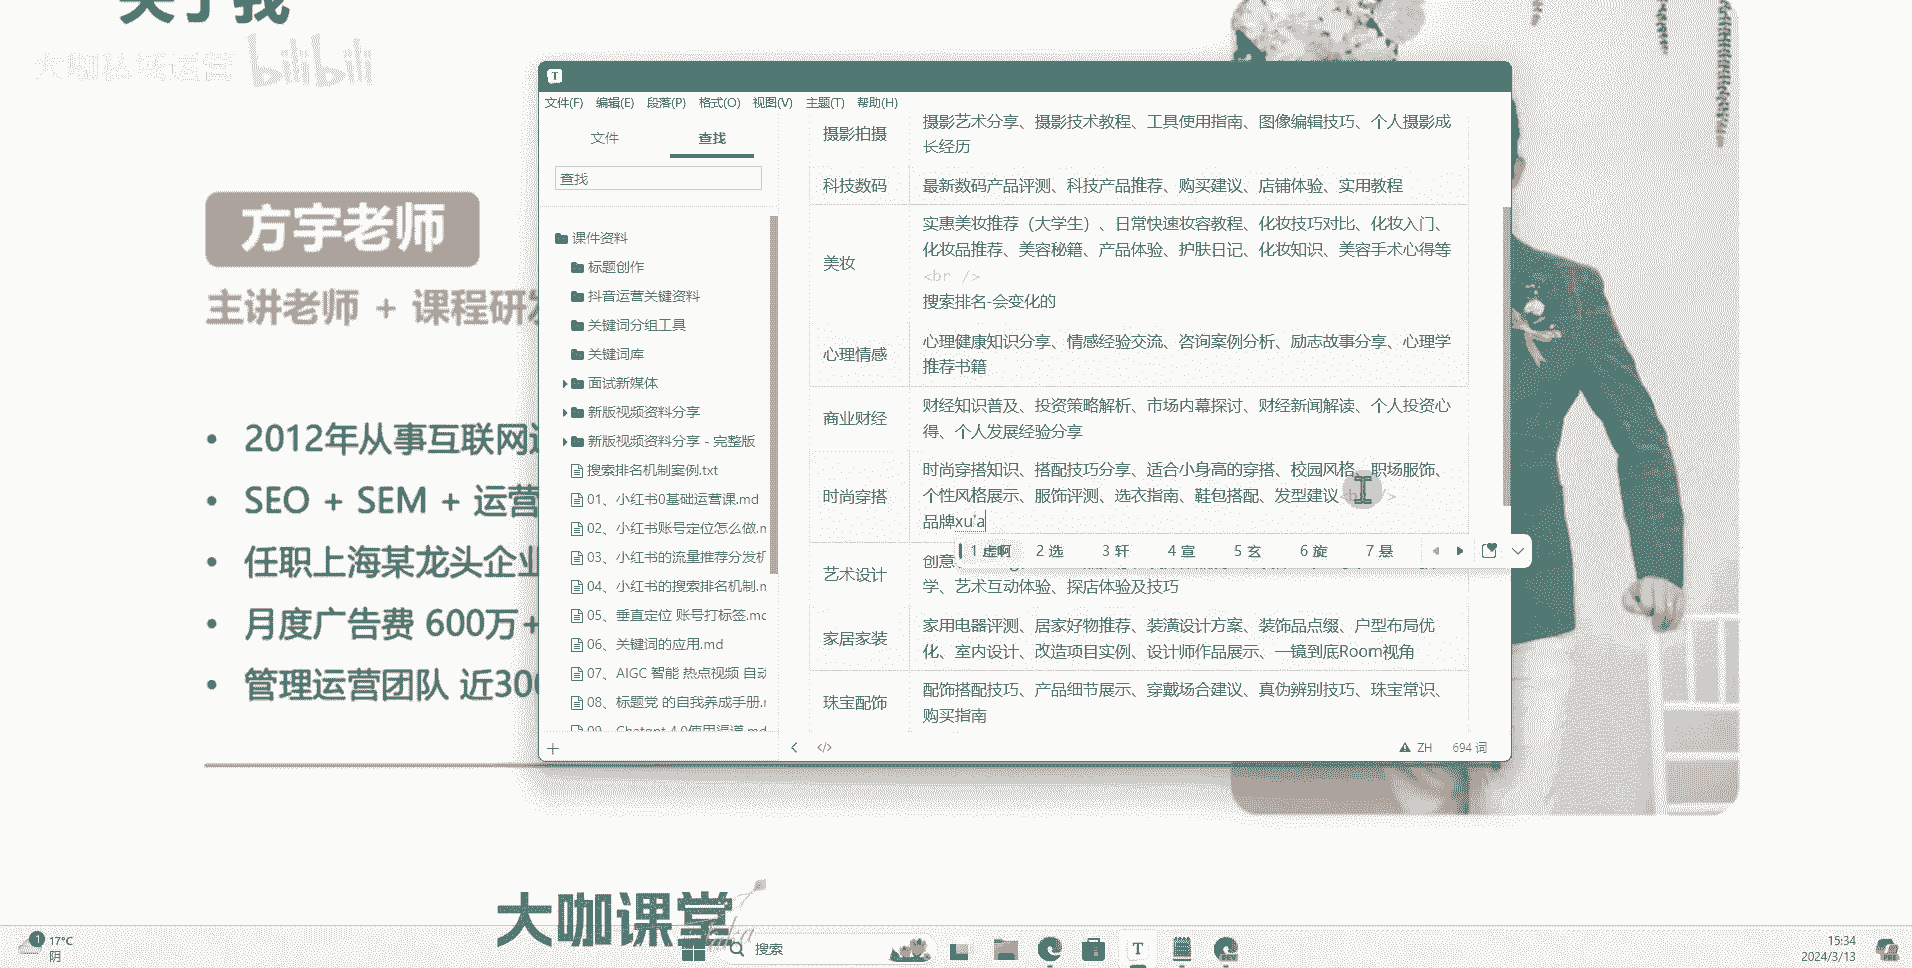 关于我
大咖私域运营 bilibili
方宇老师
主讲老师 + 课程研发
2012年从事互联网运
SEO + SEM + 运营
任职上海某龙头企业
月度广告费 600万+
管理运营团队 近300
大咖课堂
文件(F) 编辑(E) 段落(P) 格式(O) 视图(V) 主题(T) 帮助(H)
文件 查找
查找
课件资料
标题创作
抖音运营关键资料
关键词分组工具
关键词库
面试新媒体
新版视频资料分享
新版视频资料分享 - 完整版
搜索排名机制案例.txt
01、小红书0基础运营课.md
02、小红书账号定位怎么做.m
03、小红书的流量推荐分发机
04、小红书的搜索排名机制.m
05、垂直定位 账号打标签.md
06、关键词的应用.md
07、AIGC 智能 热点视频 自动
08、标题党 的自我养成手册.m
09、Chatgpt 4.0使用渠道.md
摄影拍摄
摄影艺术分享、摄影技术教程、工具使用指南、图像编辑技巧、个人摄影成
长经历
科技数码
最新数码产品评测、科技产品推荐、购买建议、店铺体验、实用教程
美妆
实惠美妆推荐（大学生）、日常快速妆容教程、化妆技巧对比、化妆入门、
化妆品推荐、美容秘籍、产品体验、护肤日记、化妆知识、美容手术心得等
<br />
搜索排名-会变化的
心理情感
心理健康知识分享、情感经验交流、咨询案例分析、励志故事分享、心理学
推荐书籍
商业财经
财经知识普及、投资策略解析、市场内幕探讨、财经新闻解读、个人投资心
得、个人发展经验分享
时尚穿搭
时尚穿搭知识、搭配技巧分享、适合小身高的穿搭、校园风格、职场服饰、
个性风格展示、服饰评测、选衣指南、鞋包搭配、发型建议<br />
品牌xu'a
1 虚啊 2 选 3 轩 4 宣 5 玄 6 旋 7 悬
艺术设计
创意
学、艺术互动体验、探店体验及技巧
家居家装
家用电器评测、居家好物推荐、装潢设计方案、装饰品点缀、户型布局优
化、室内设计、改造项目实例、设计师作品展示、一镜到底Room视角
珠宝配饰
配饰搭配技巧、产品细节展示、穿戴场合建议、真伪辨别技巧、珠宝常识、
购买指南
ZH 694 词
1 17°C
阴
搜索
15:34
2024/3/13